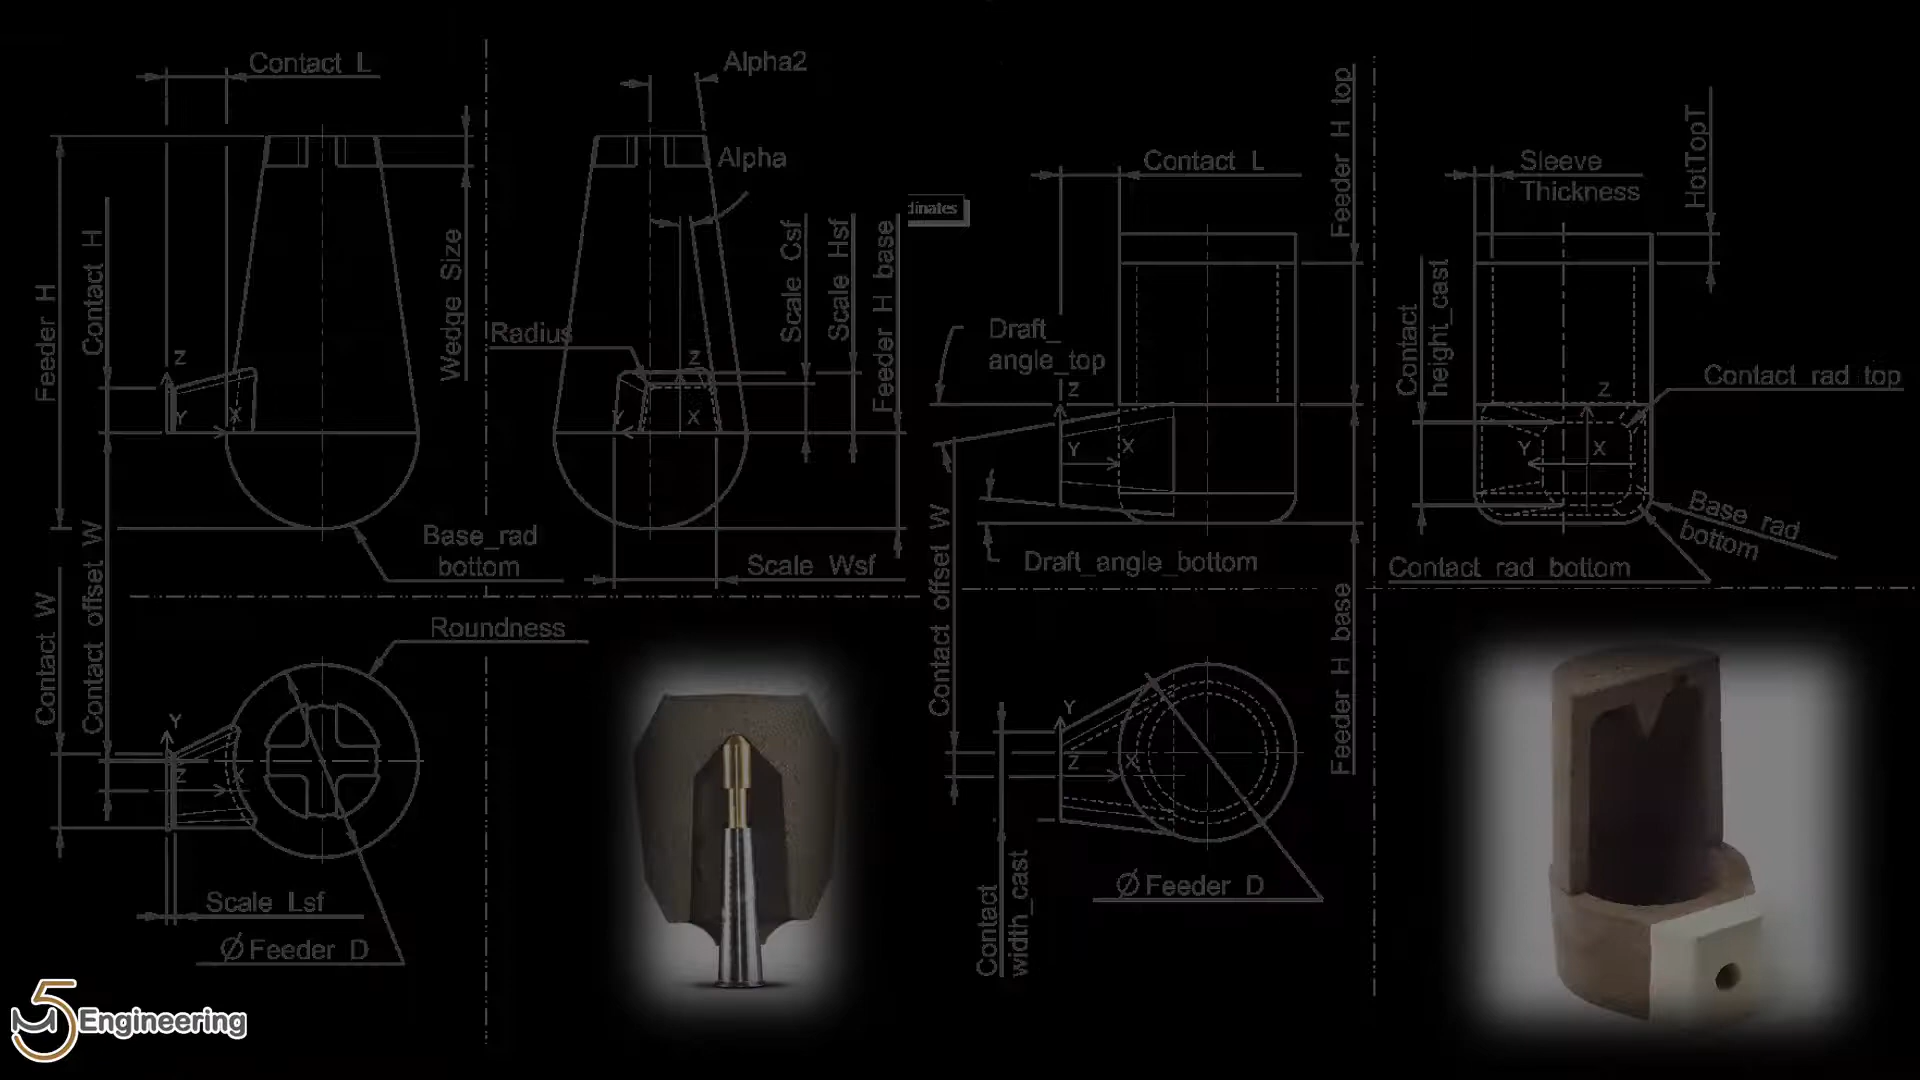 Contact L
Feeder H
Contact H
Wedge Size
Z
Y
X
Contact offset W
Base_rad
bottom
Alpha2
Alpha
Radius
Scale Csf
Scale Hsf
Feeder H base
Z
Y
X
Scale Wsf
dinates
Contact L
Feeder H top
Draft_
angle_top
Z
Y
X
Draft_angle_bottom
Contact offset W
Feeder H base
Sleeve
Thickness
HotTopT
Contact
height_cast
Contact rad top
Z
Y
X
Base rad
bottom
Contact rad bottom
Contact W
Roundness
Y
Z
X
Scale Lsf
Ø Feeder D
Y
Z
X
Ø Feeder D
Contact
width_cast
M5 Engineering